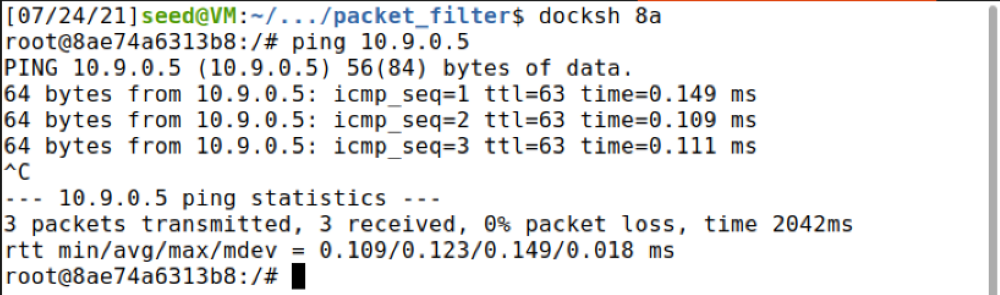 [07/24/21]seed@VM:~/.../packet_filter$ docksh 8a
root@8ae74a6313b8:/# ping 10.9.0.5
PING 10.9.0.5 (10.9.0.5) 56(84) bytes of data.
64 bytes from 10.9.0.5: icmp_seq=1 ttl=63 time=0.149 ms
64 bytes from 10.9.0.5: icmp_seq=2 ttl=63 time=0.109 ms
64 bytes from 10.9.0.5: icmp_seq=3 ttl=63 time=0.111 ms
^C
--- 10.9.0.5 ping statistics ---
3 packets transmitted, 3 received, 0% packet loss, time 2042ms
rtt min/avg/max/mdev = 0.109/0.123/0.149/0.018 ms
root@8ae74a6313b8:/#